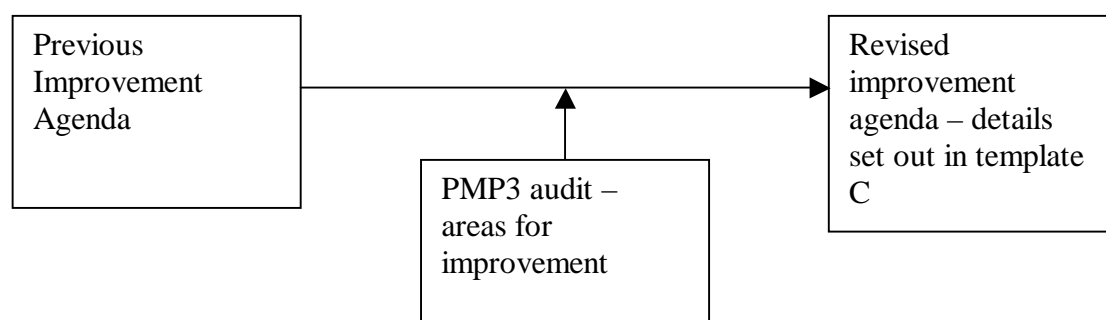 Previous
Improvement
Agenda
PMP3 audit –
areas for
improvement
Revised
improvement
agenda – details
set out in template
C